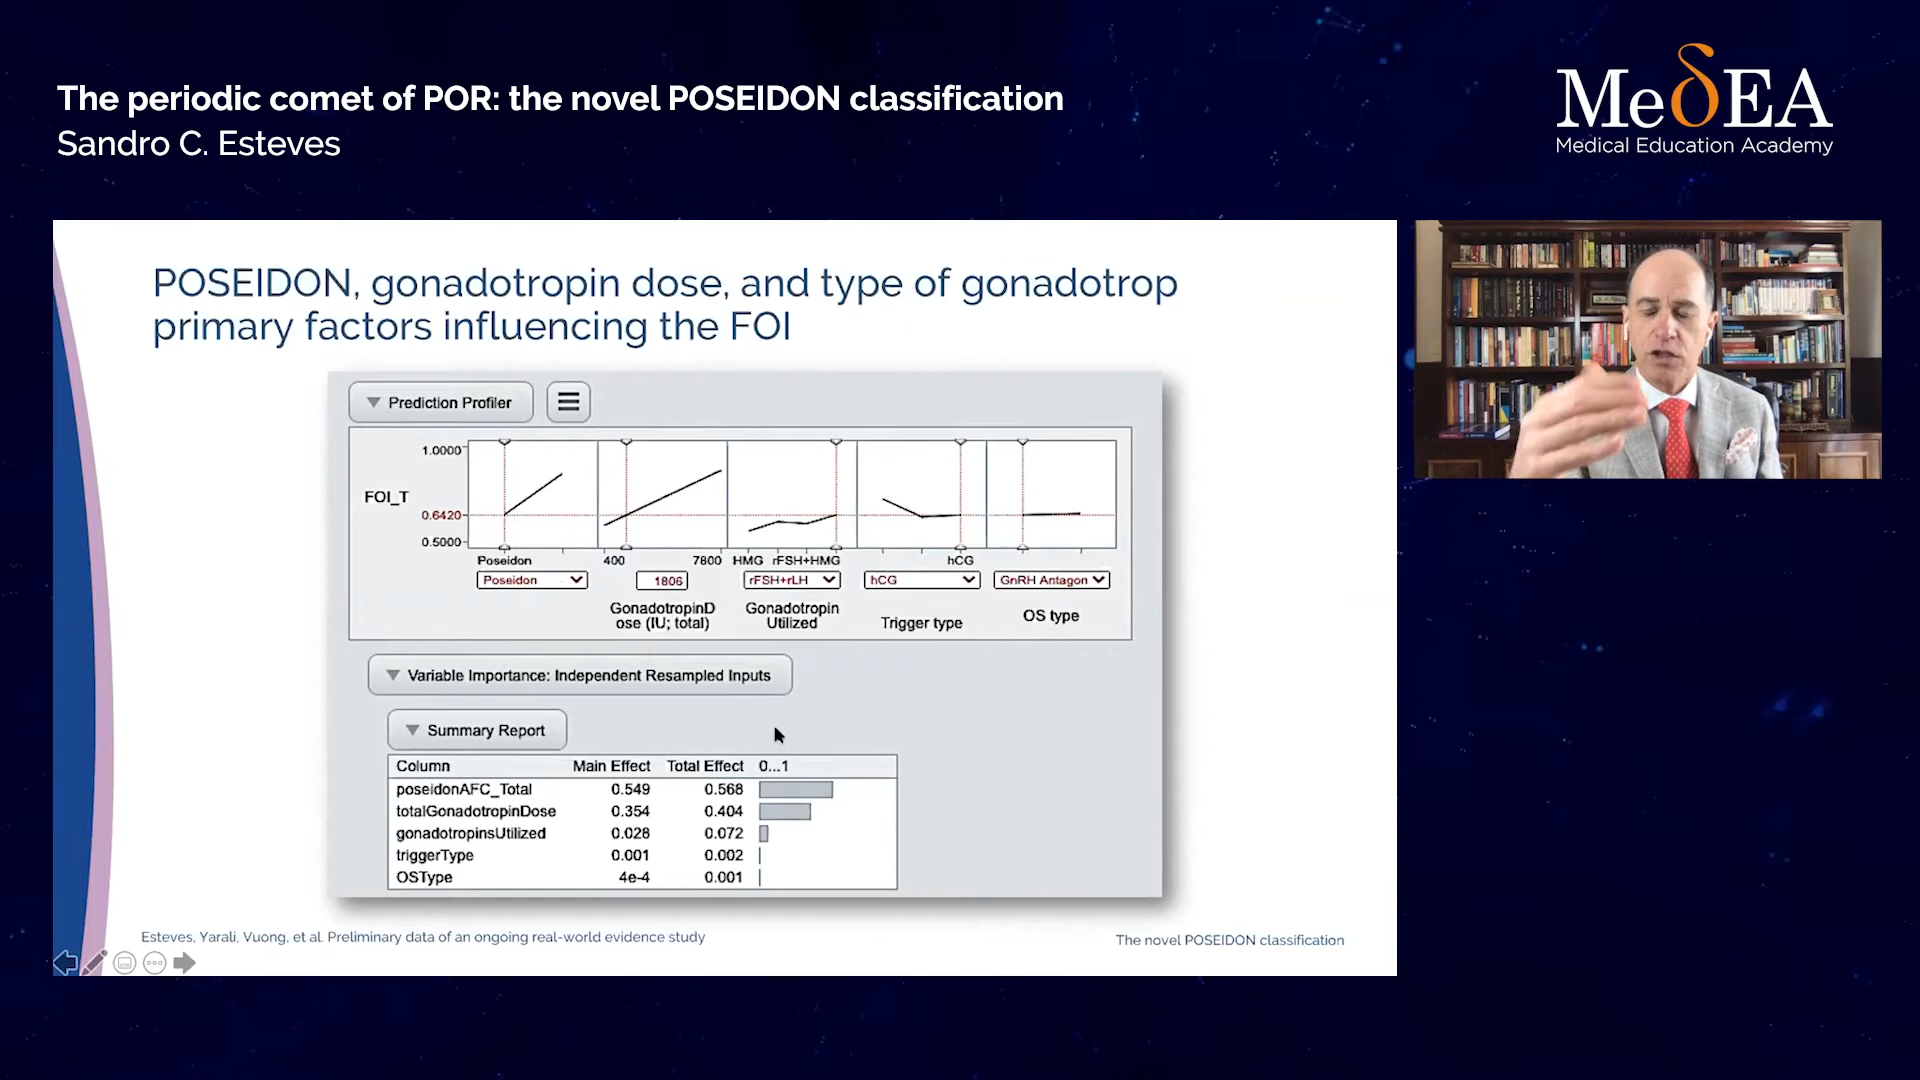 The periodic comet of POR: the novel POSEIDON classification
Sandro C. Esteves
MeδEA
Medical Education Academy
POSEIDON, gonadotropin dose, and type of gonadotrop
primary factors influencing the FOI
Prediction Profiler
1.0000
FOI_T
0.6420
0.5000
Poseidon 400 7800 HMG rFSH+HMG hCG
Poseidon 1806 rFSH+rLH hCG GnRH Antagon
GonadotropinD
ose (IU; total)
Gonadotropin
Utilized
Trigger type
OS type
Variable Importance: Independent Resampled Inputs
Summary Report
Column Main Effect Total Effect 0...1
poseidonAFC_Total 0.549 0.568
totalGonadotropinDose 0.354 0.404
gonadotropinsUtilized 0.028 0.072
triggerType 0.001 0.002
OSType 4e-4 0.001
Esteves, Yarali, Vuong, et al. Preliminary data of an ongoing real-world evidence study
The novel POSEIDON classification